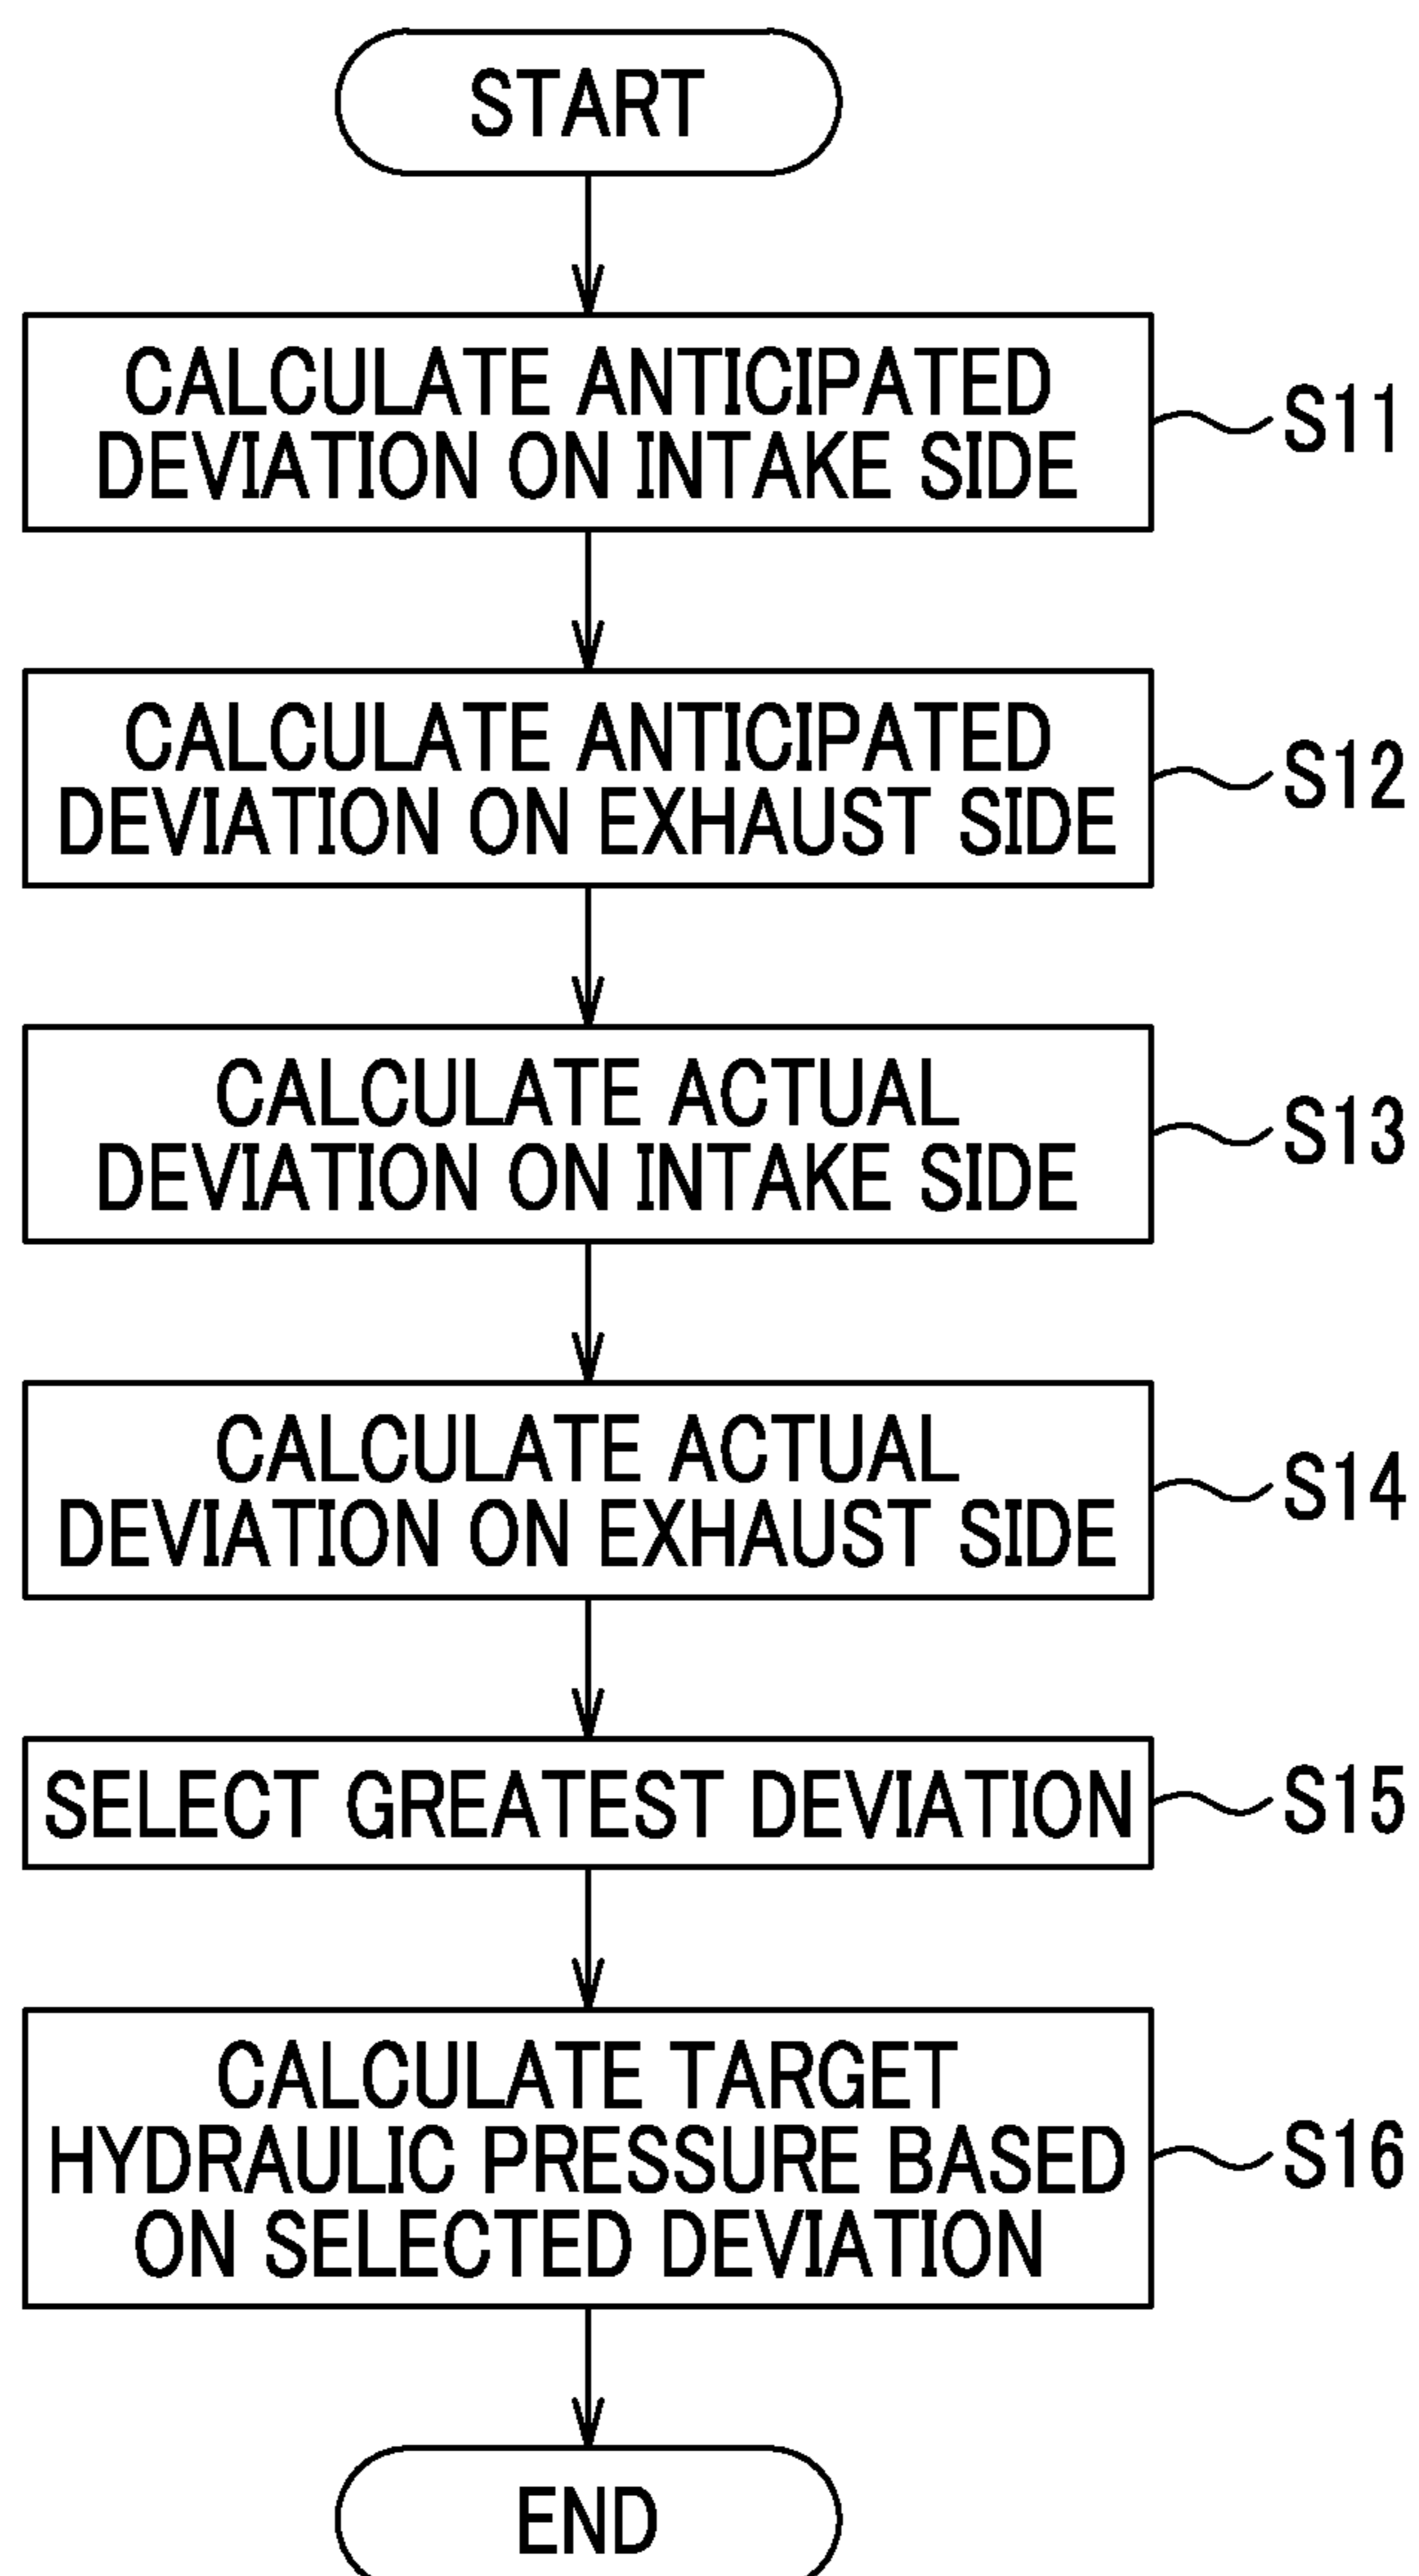 START
CALCULATE ANTICIPATED
DEVIATION ON INTAKE SIDE
S11
CALCULATE ANTICIPATED
DEVIATION ON EXHAUST SIDE
S12
CALCULATE ACTUAL
DEVIATION ON INTAKE SIDE
S13
CALCULATE ACTUAL
DEVIATION ON EXHAUST SIDE
S14
SELECT GREATEST DEVIATION
S15
CALCULATE TARGET
HYDRAULIC PRESSURE BASED
ON SELECTED DEVIATION
S16
END